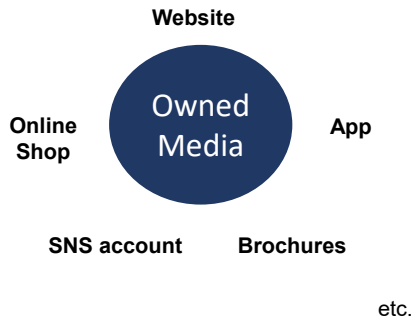 Website
Owned
Media
Online
Shop
App
SNS account
Brochures
etc.